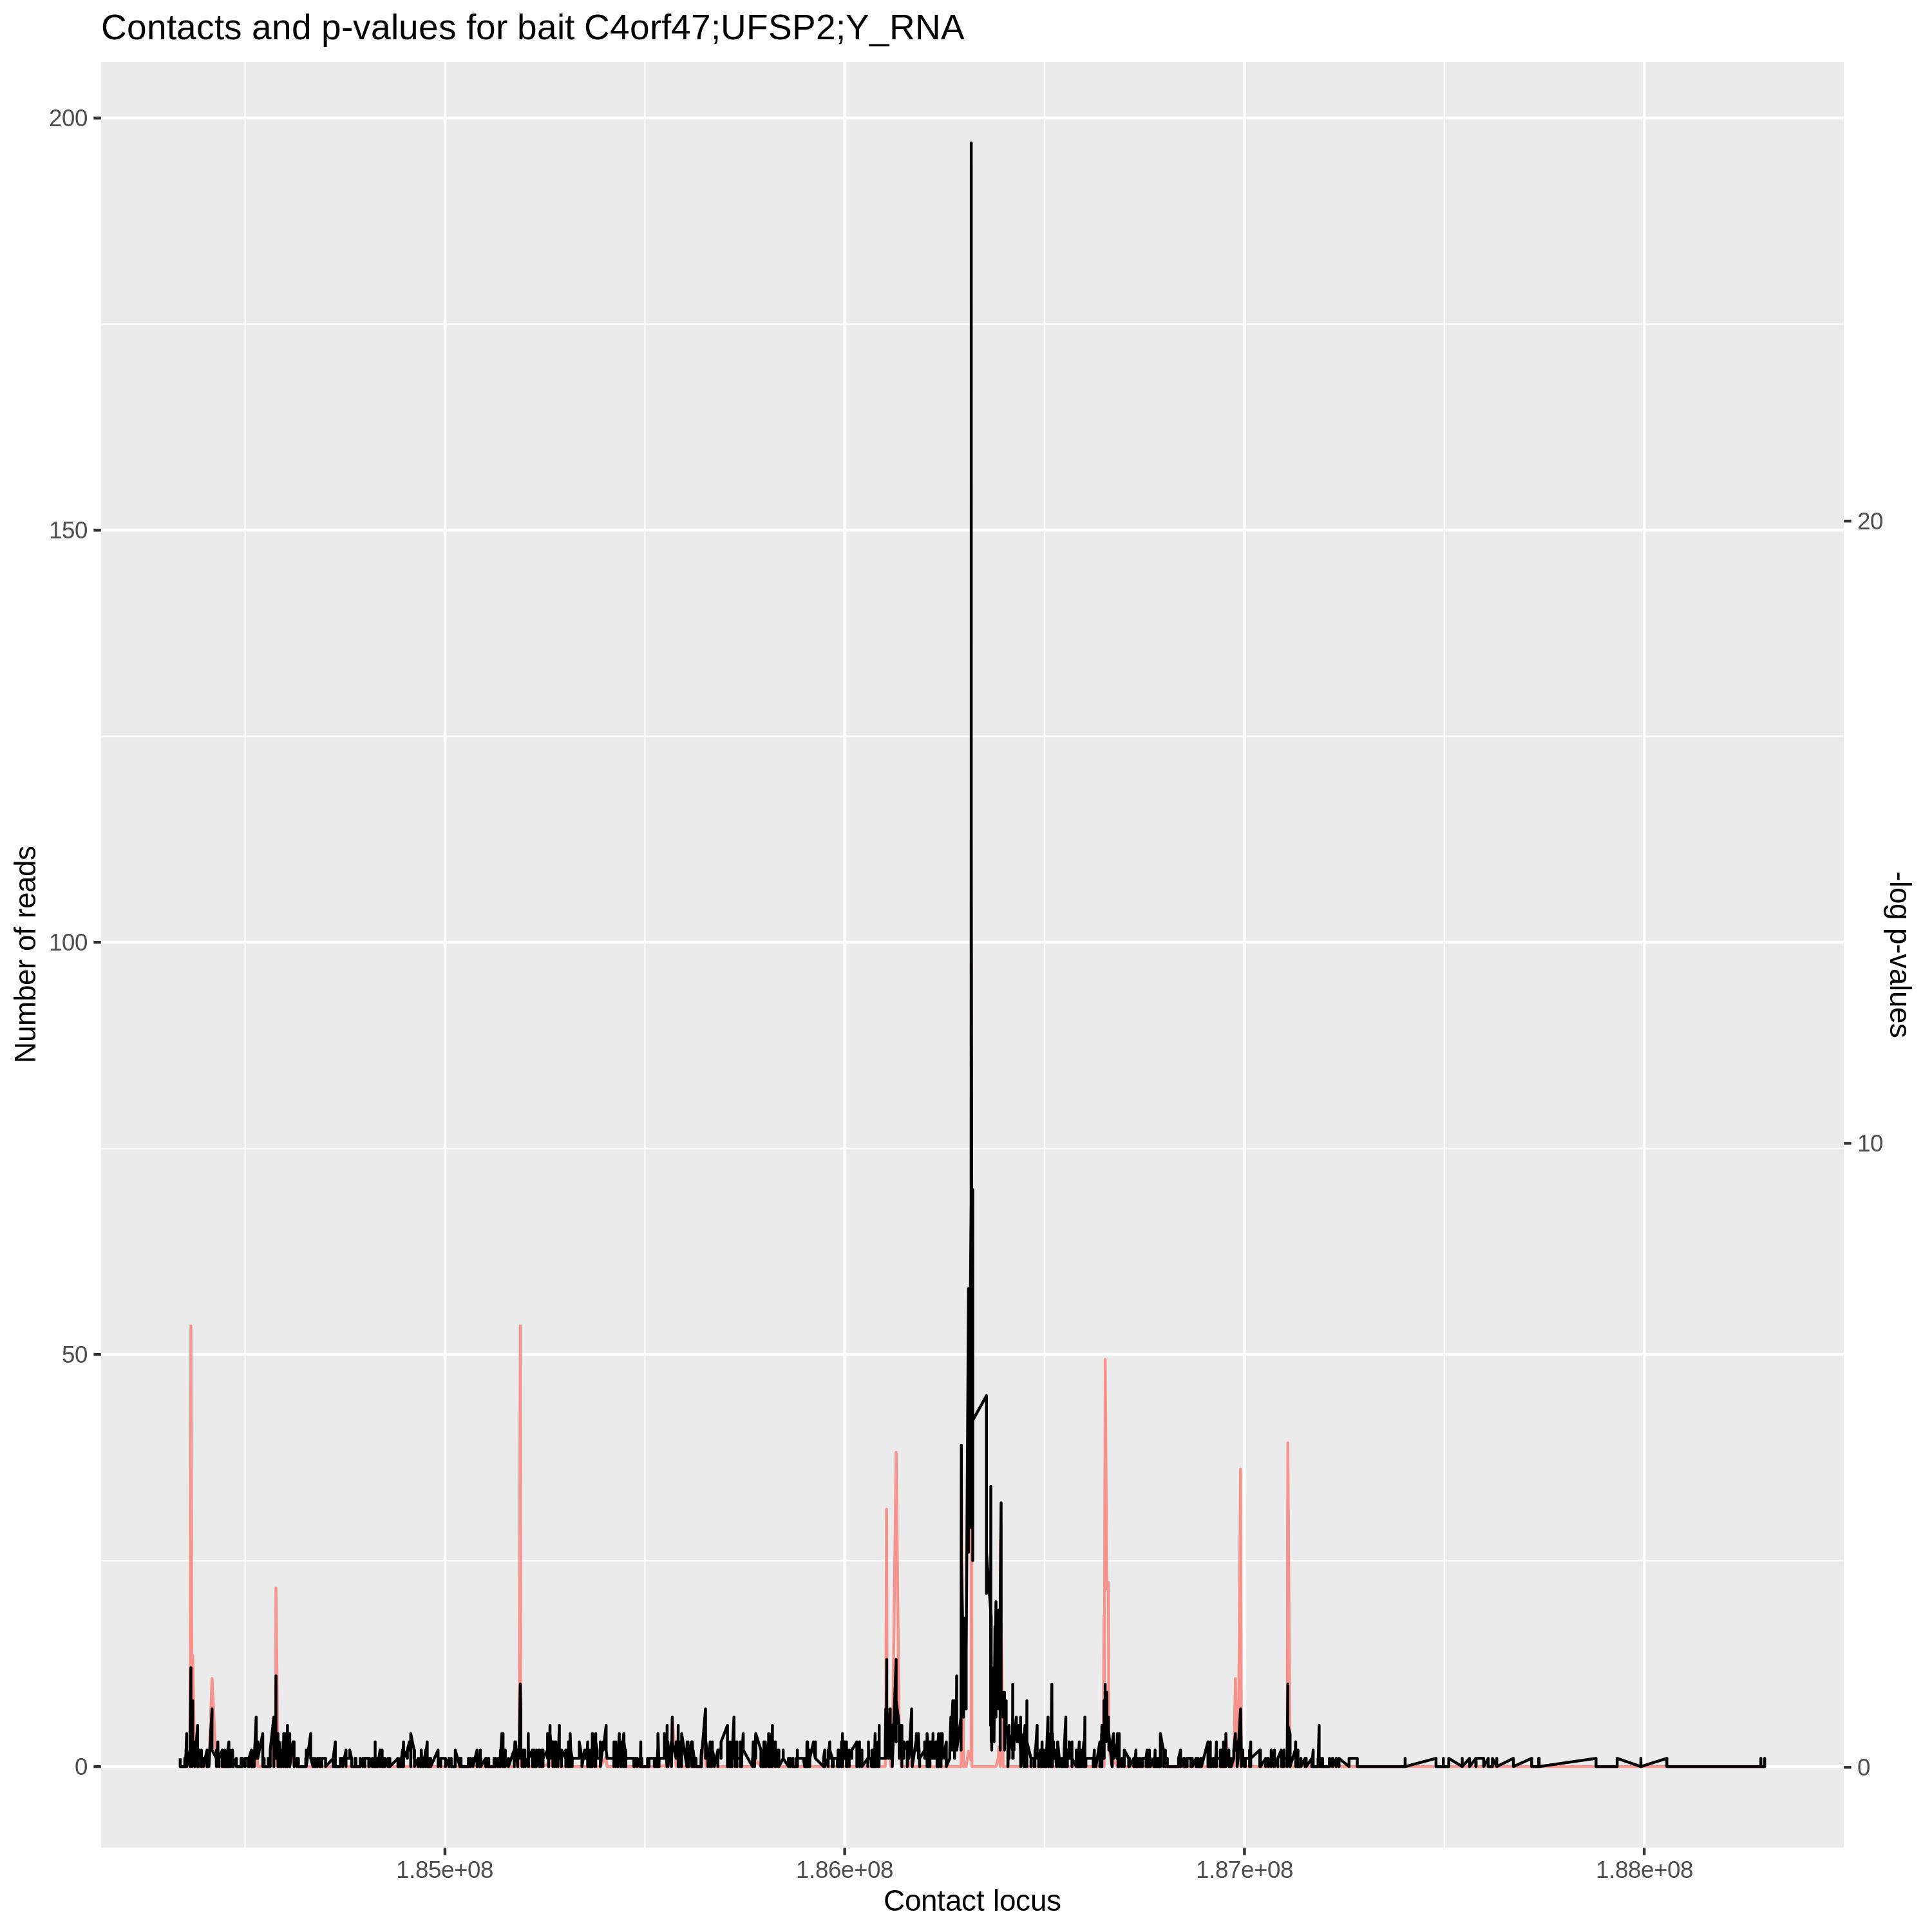 Contacts and p-values for bait C4orf47;UFSP2;Y_RNA
200
150
100
50
0
Number of reads
20
10
0
-log p-values
1.85e+08
1.86e+08
1.87e+08
1.88e+08
Contact locus